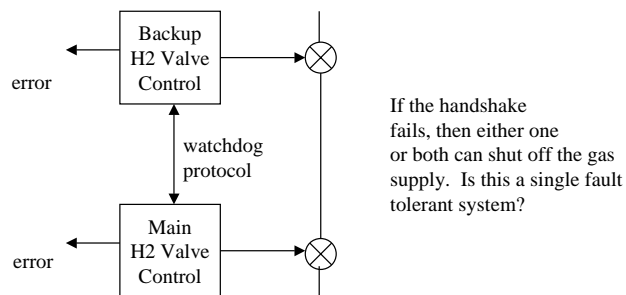 Backup
H2 Valve
Control
error
watchdog
protocol
Main
H2 Valve
Control
error
If the handshake
fails, then either one
or both can shut off the gas
supply.  Is this a single fault
tolerant system?